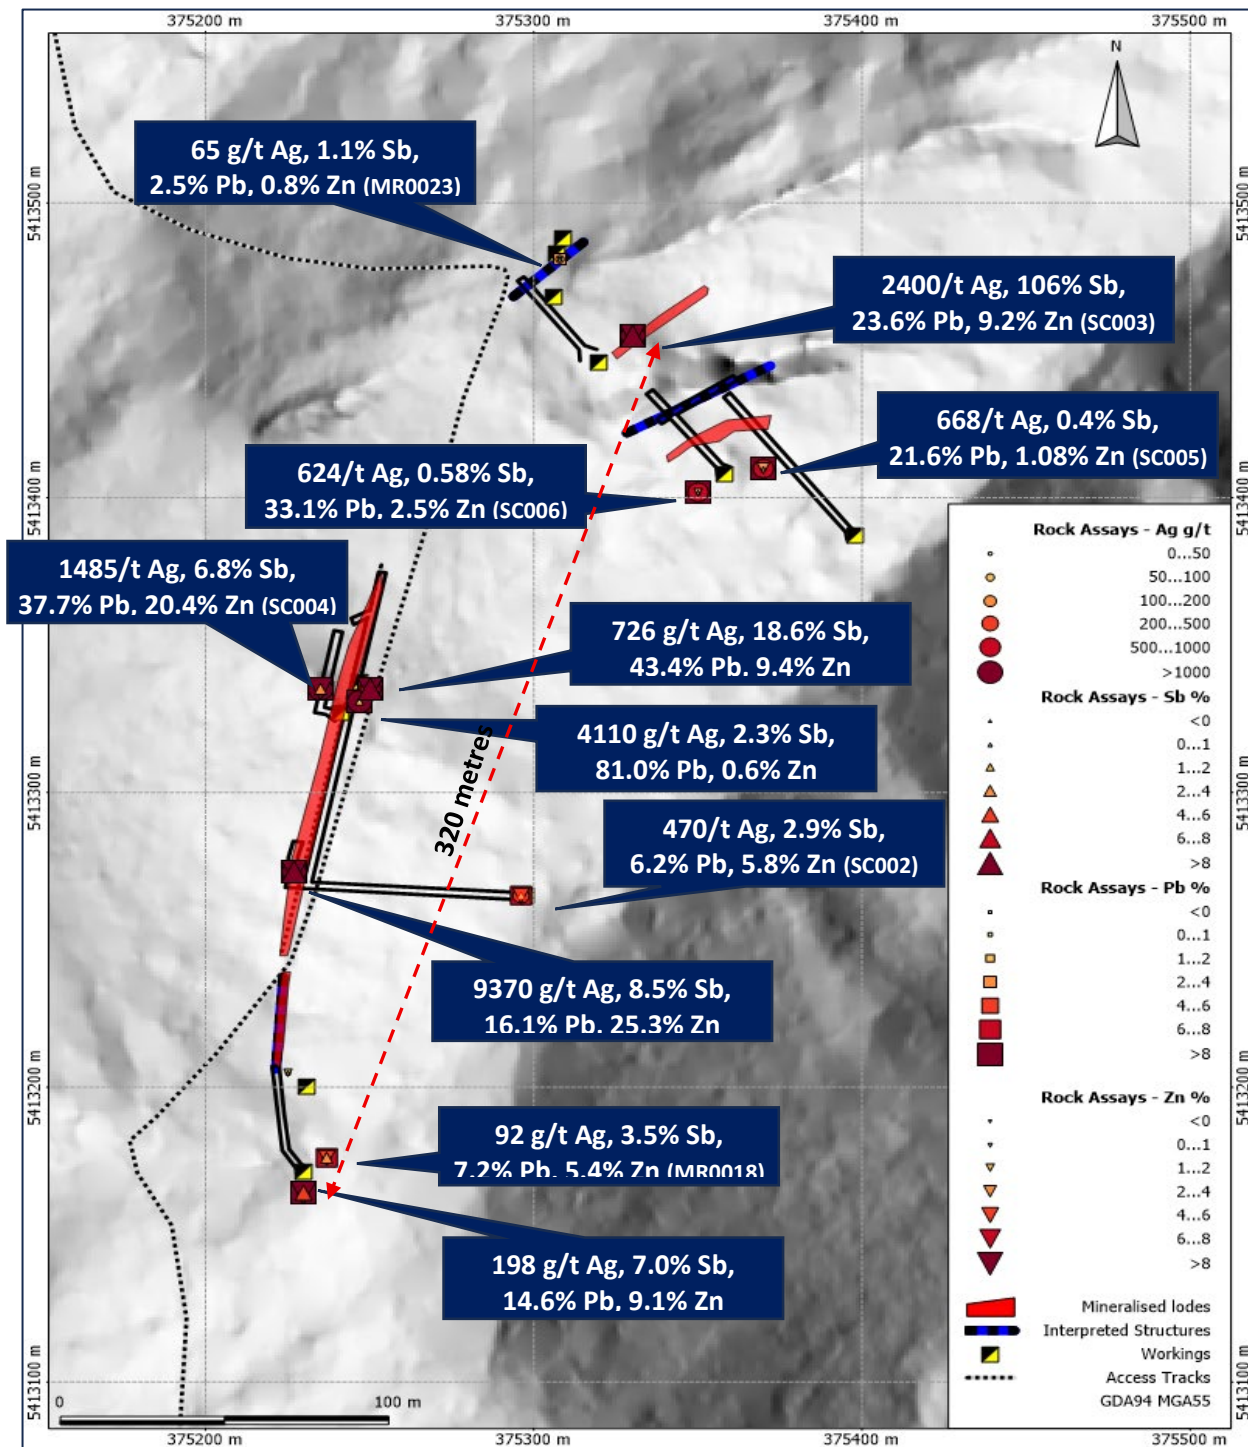 375200 m
375300 m
375400 m
375500 m
N
65 g/t Ag, 1.1% Sb,
2.5% Pb, 0.8% Zn (MR0023)
5413500 m
5413500 m
2400/t Ag, 106% Sb,
23.6% Pb, 9.2% Zn (SC003)
668/t Ag, 0.4% Sb,
21.6% Pb, 1.08% Zn (SC005)
624/t Ag, 0.58% Sb,
33.1% Pb, 2.5% Zn (SC006)
5413400 m
5413400 m
1485/t Ag, 6.8% Sb,
37.7% Pb, 20.4% Zn (SC004)
726 g/t Ag, 18.6% Sb,
43.4% Pb. 9.4% Zn
4110 g/t Ag, 2.3% Sb,
81.0% Pb, 0.6% Zn
320 metres
5413300 m
5413300 m
470/t Ag, 2.9% Sb,
6.2% Pb, 5.8% Zn (SC002)
9370 g/t Ag, 8.5% Sb,
16.1% Pb. 25.3% Zn
5413200 m
5413200 m
92 g/t Ag, 3.5% Sb,
7.2% Pb, 5.4% Zn (MR0018)
198 g/t Ag, 7.0% Sb,
14.6% Pb, 9.1% Zn
5413100 m
5413100 m
Rock Assays - Ag g/t
0...50
50...100
100...200
200...500
500...1000
>1000
Rock Assays - Sb %
<0
0...1
1...2
2...4
4...6
6...8
>8
Rock Assays - Pb %
<0
0...1
1...2
2...4
4...6
6...8
>8
Rock Assays - Zn %
<0
0...1
1...2
2...4
4...6
6...8
>8
Mineralised lodes
Interpreted Structures
Workings
Access Tracks
GDA94 MGA55
0
100 m
375200 m
375300 m
375400 m
375500 m